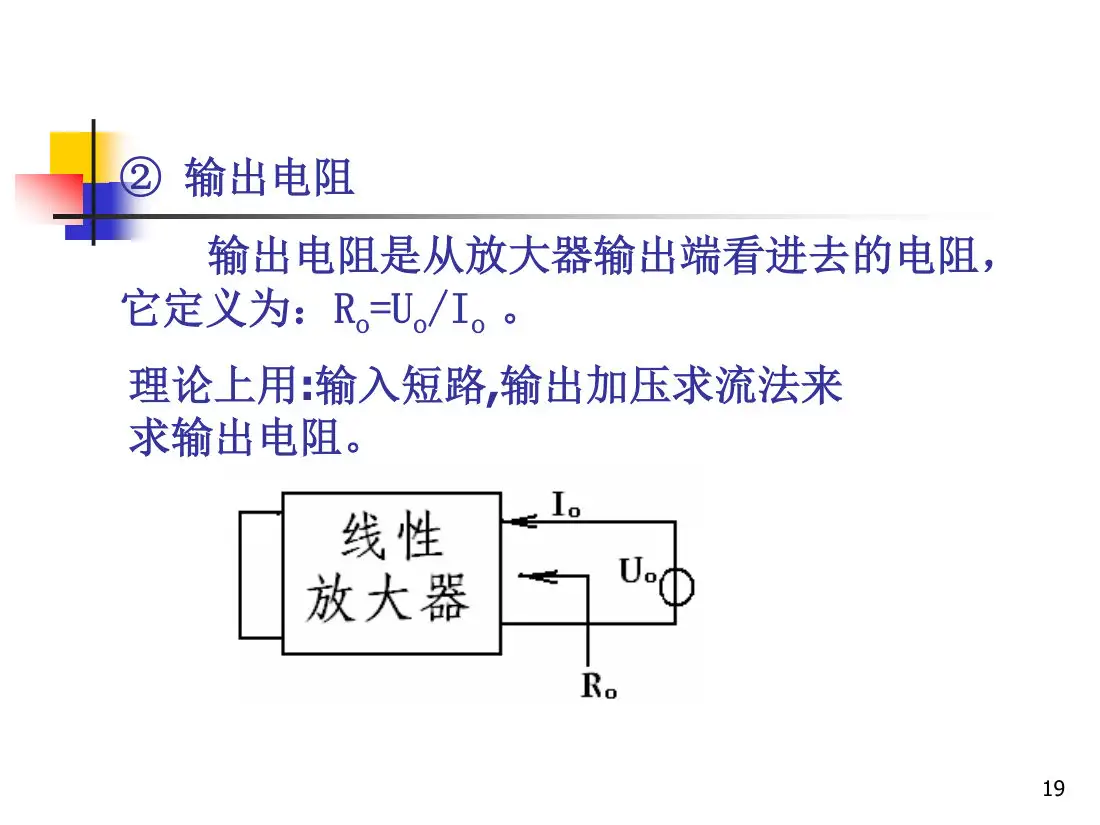 ② 输出电阻
输出电阻是从放大器输出端看进去的电阻，
它定义为：Ro=Uo/Io 。
理论上用:输入短路,输出加压求流法来
求输出电阻。
线性
放大器
Io
Uo
Ro
19